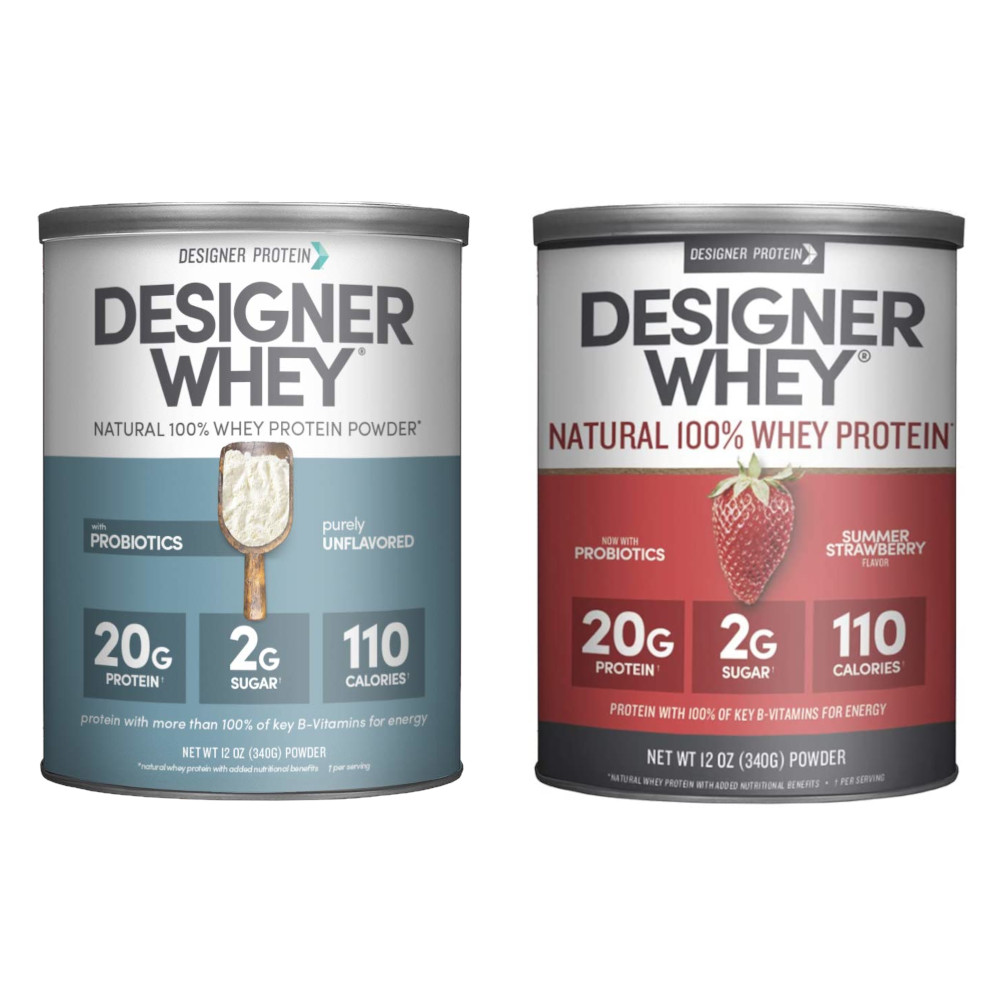 DESIGNER PROTEIN
DESIGNER
WHEY®
NATURAL 100% WHEY PROTEIN POWDER*
with
PROBIOTICS
purely
UNFLAVORED
20G
PROTEIN†
2G
SUGAR†
110
CALORIES†
protein with more than 100% of key B-Vitamins for energy
NET WT 12 OZ (340G) POWDER
*natural whey protein with added nutritional benefits †per serving
DESIGNER PROTEIN
DESIGNER
WHEY®
NATURAL 100% WHEY PROTEIN*
NOW WITH
PROBIOTICS
SUMMER
STRAWBERRY
FLAVOR
20G
PROTEIN†
2G
SUGAR†
110
CALORIES†
PROTEIN WITH 100% OF KEY B-VITAMINS FOR ENERGY
NET WT 12 OZ (340G) POWDER
*NATURAL WHEY PROTEIN WITH ADDED NUTRITIONAL BENEFITS • † PER SERVING